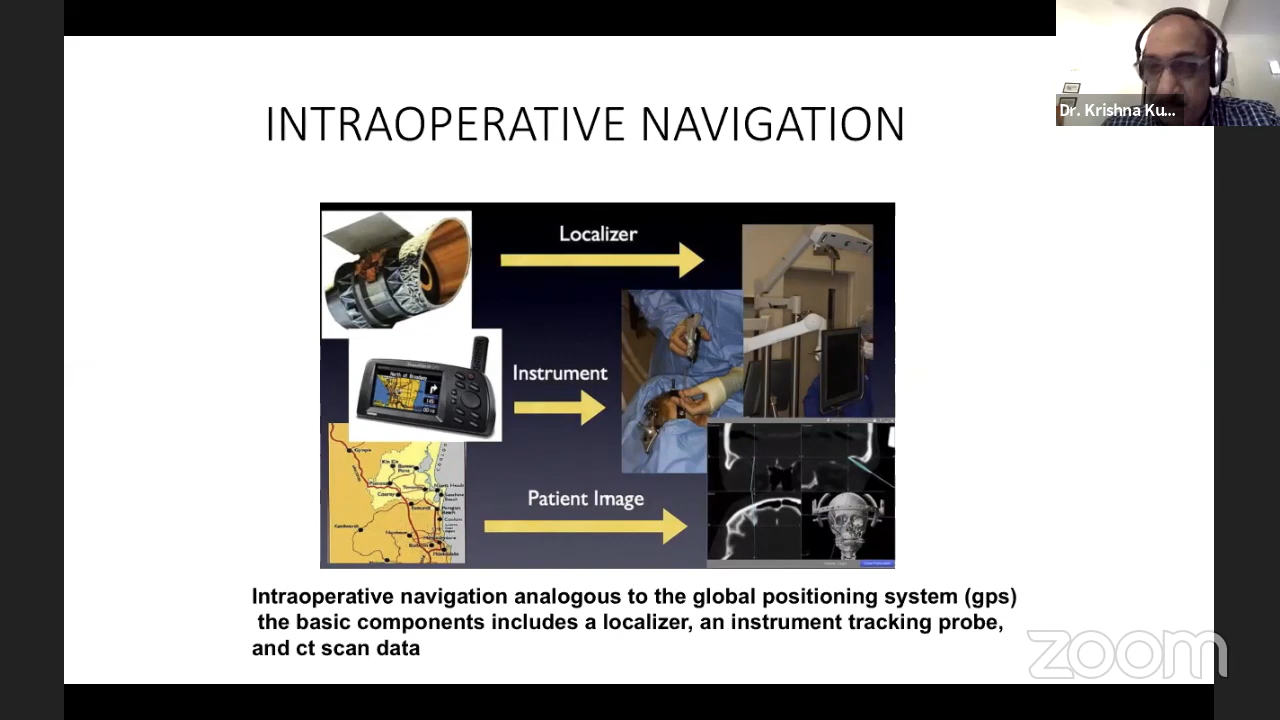 Dr. Krishna Ku...
INTRAOPERATIVE NAVIGATION
Localizer
Instrument
Patient Image
Intraoperative navigation analogous to the global positioning system (gps)
the basic components includes a localizer, an instrument tracking probe,
and ct scan data
zoom